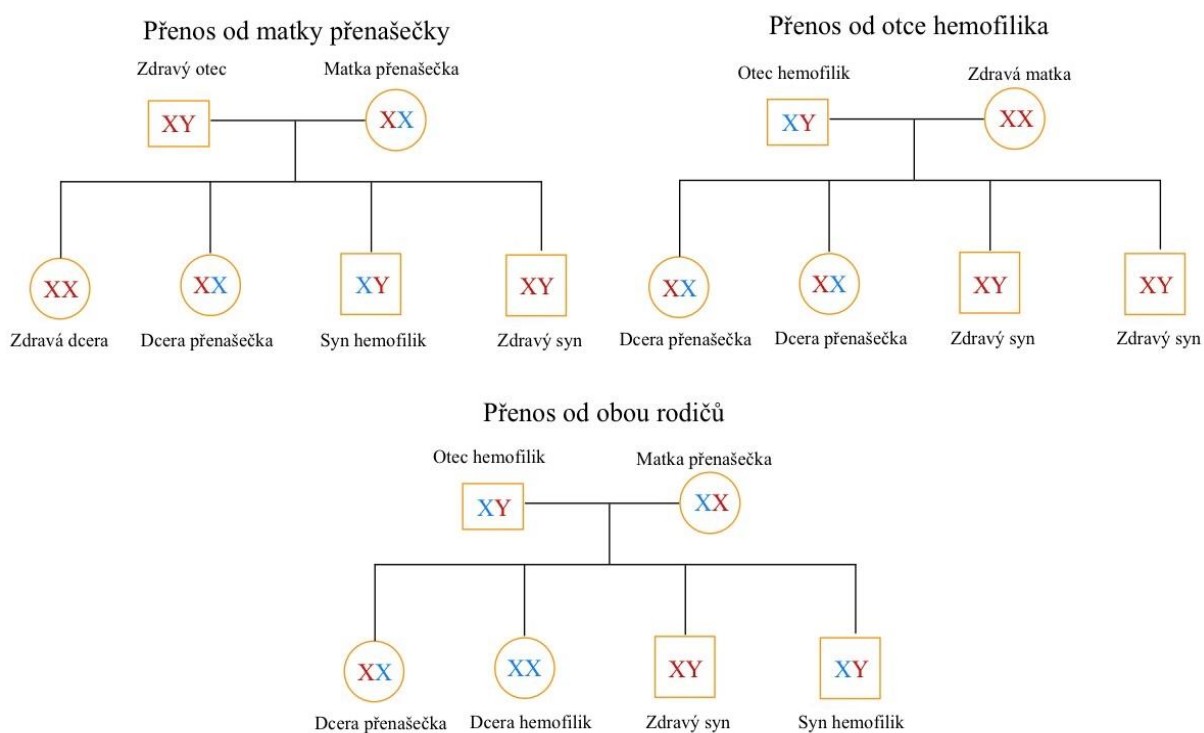 Přenos od matky přenašečky
Zdravý otec
Matka přenašečka
XY
XX
XX
XX
XY
XY
Zdravá dcera
Dcera přenašečka
Syn hemofilik
Zdravý syn
Přenos od otce hemofilika
Otec hemofilik
Zdravá matka
XY
XX
XX
XX
XY
XY
Dcera přenašečka
Dcera přenašečka
Zdravý syn
Zdravý syn
Přenos od obou rodičů
Otec hemofilik
Matka přenašečka
XY
XX
XX
XX
XY
XY
Dcera přenašečka
Dcera hemofilik
Zdravý syn
Syn hemofilik